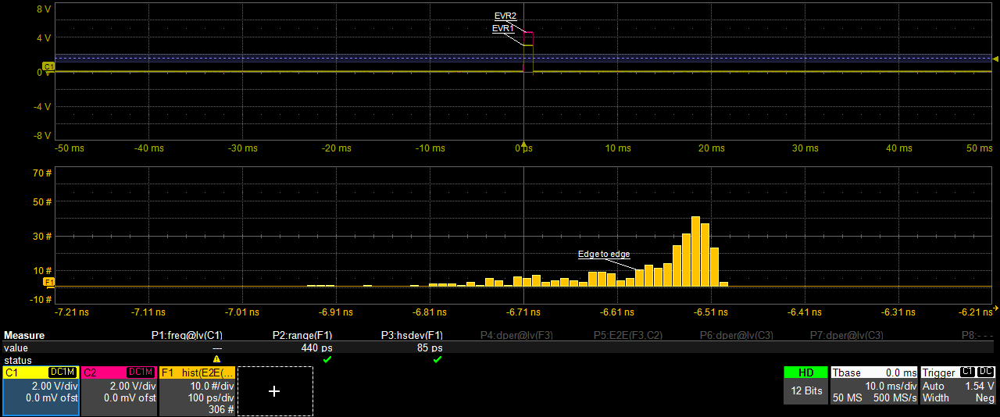 8 V
EVR2
EVR1
4 V
C1
0 V
-4 V
-8 V
-50 ms -40 ms -30 ms -20 ms -10 ms 0 µs 10 ms 20 ms 30 ms 40 ms 50 ms
70 #
50 #
30 #
Edge to edge
10 #
F1
-10 #
-7.21 ns -7.11 ns -7.01 ns -6.91 ns -6.81 ns -6.71 ns -6.61 ns -6.51 ns -6.41 ns -6.31 ns -6.21 ns
Measure P1:freq@lv(C1) P2:range(F1) P3:hsdev(F1) P4:dper@lv(F3) P5:E2E(F3,C2) P6:dper@lv(C3) P7:dper@lv(C3) P8:- - -
value --- 440 ps 85 ps
status
C1 DC1M C2 DC1M F1 hist(E2E(... HD Tbase 0.0 ms Trigger C1 DC
2.00 V/div 2.00 V/div 10.0 #/div + 12 Bits 10.0 ms/div Auto 1.54 V
0.0 mV ofst 0.0 mV ofst 100 ps/div 50 MS 500 MS/s Width Neg
306 #